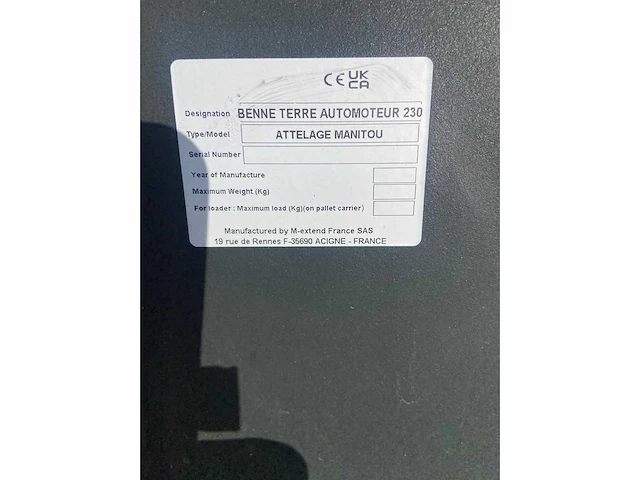 CE UK CA
Designation BENNE TERRE AUTOMOTEUR 230
Type/Model ATTELAGE MANITOU
Serial Number
Year of Manufacture
Maximum Weight (Kg)
For loader : Maximum load (Kg)(on pallet carrier)
Manufactured by M-extend France SAS
19 rue de Rennes F-35690 ACIGNE - FRANCE